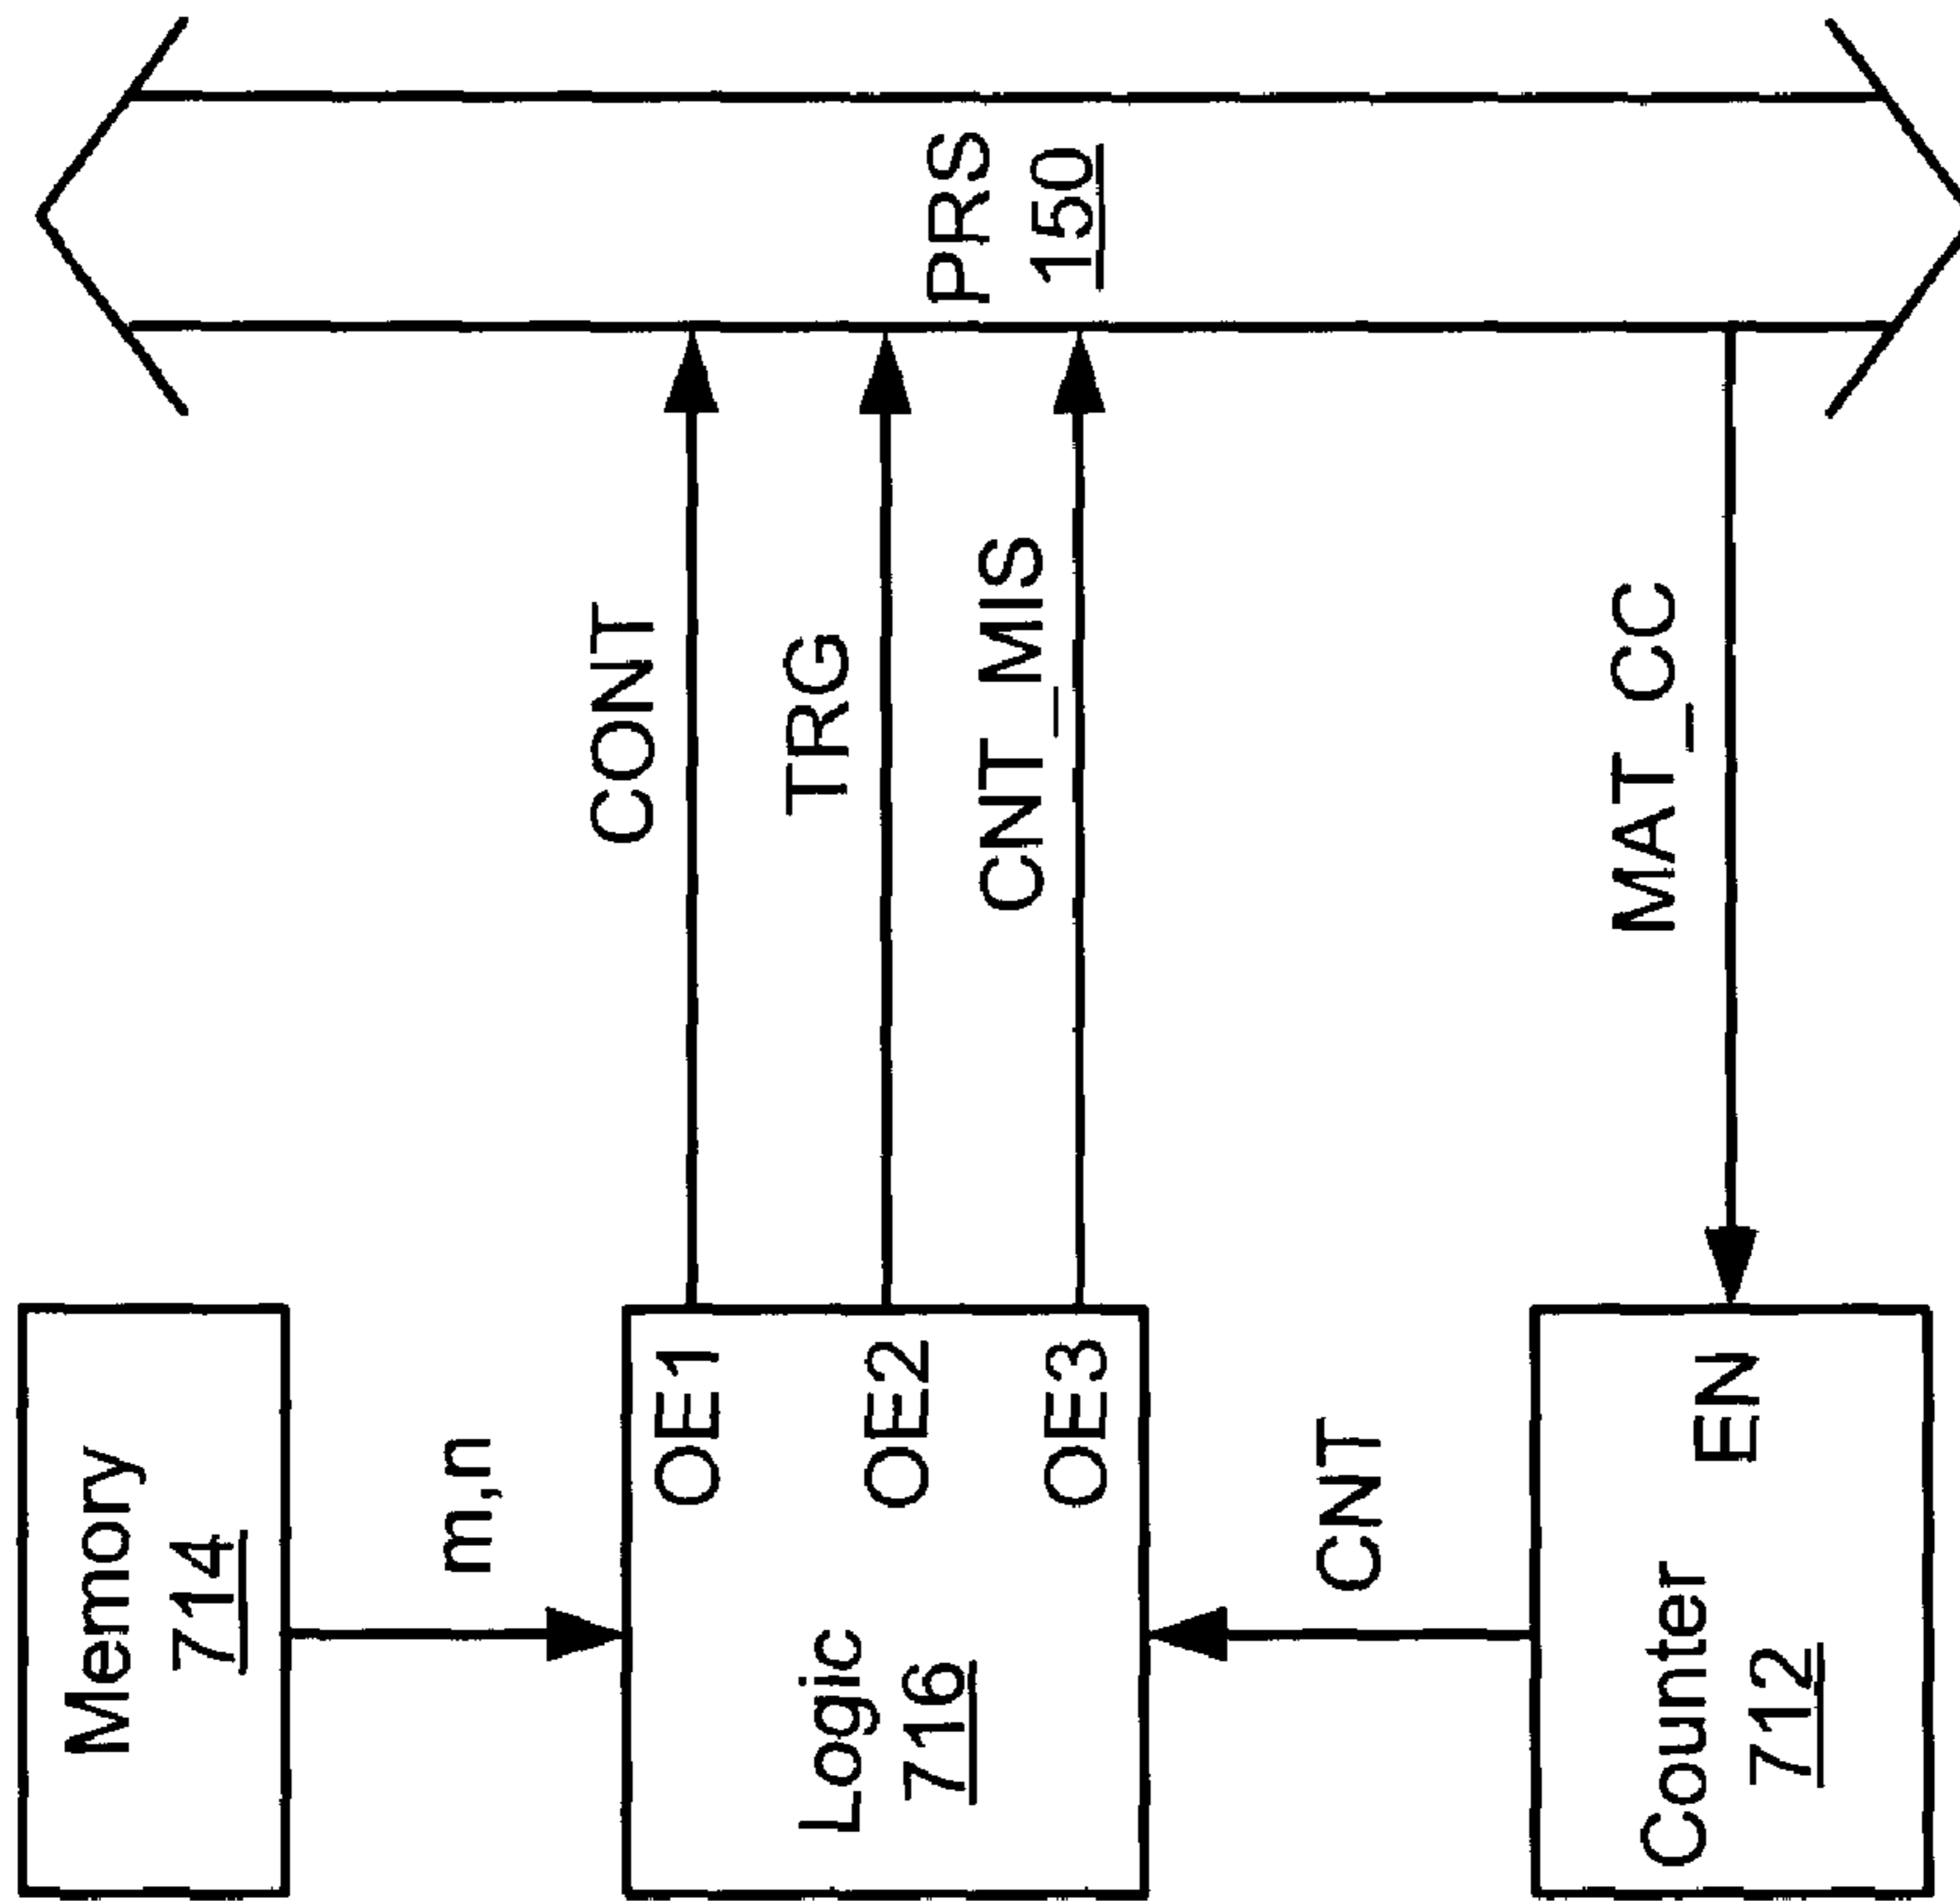 Memory
714
m,n
Logic
716
OE1
OE2
OE3
CNT
Counter
712
EN
CONT
TRG
CNT_MIS
MAT_CC
PRS
150